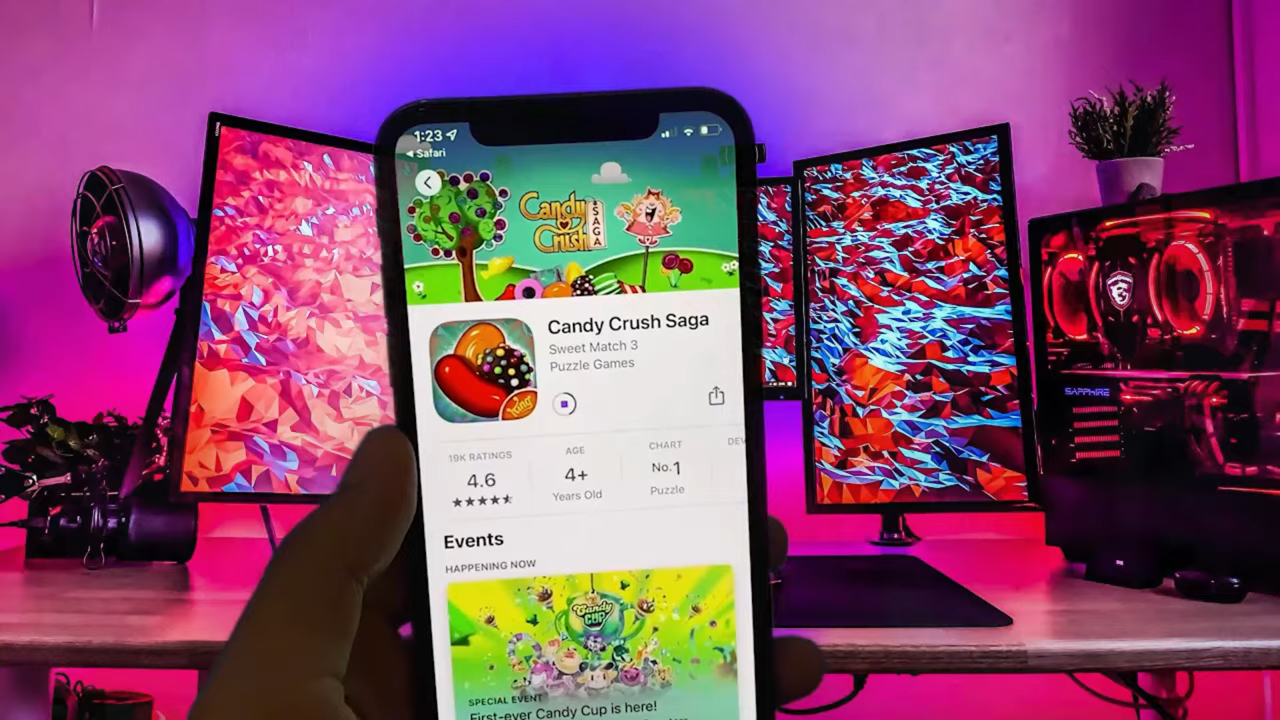 1:23
Safari
Candy
Crush
SAGA
Candy Crush Saga
Sweet Match 3
Puzzle Games
King
19K RATINGS
AGE
CHART
4.6
4+
No.1
Years Old
Puzzle
Events
HAPPENING NOW
Candy
CUP
SPECIAL EVENT
First-ever Candy Cup is here!
SAPPHIRE